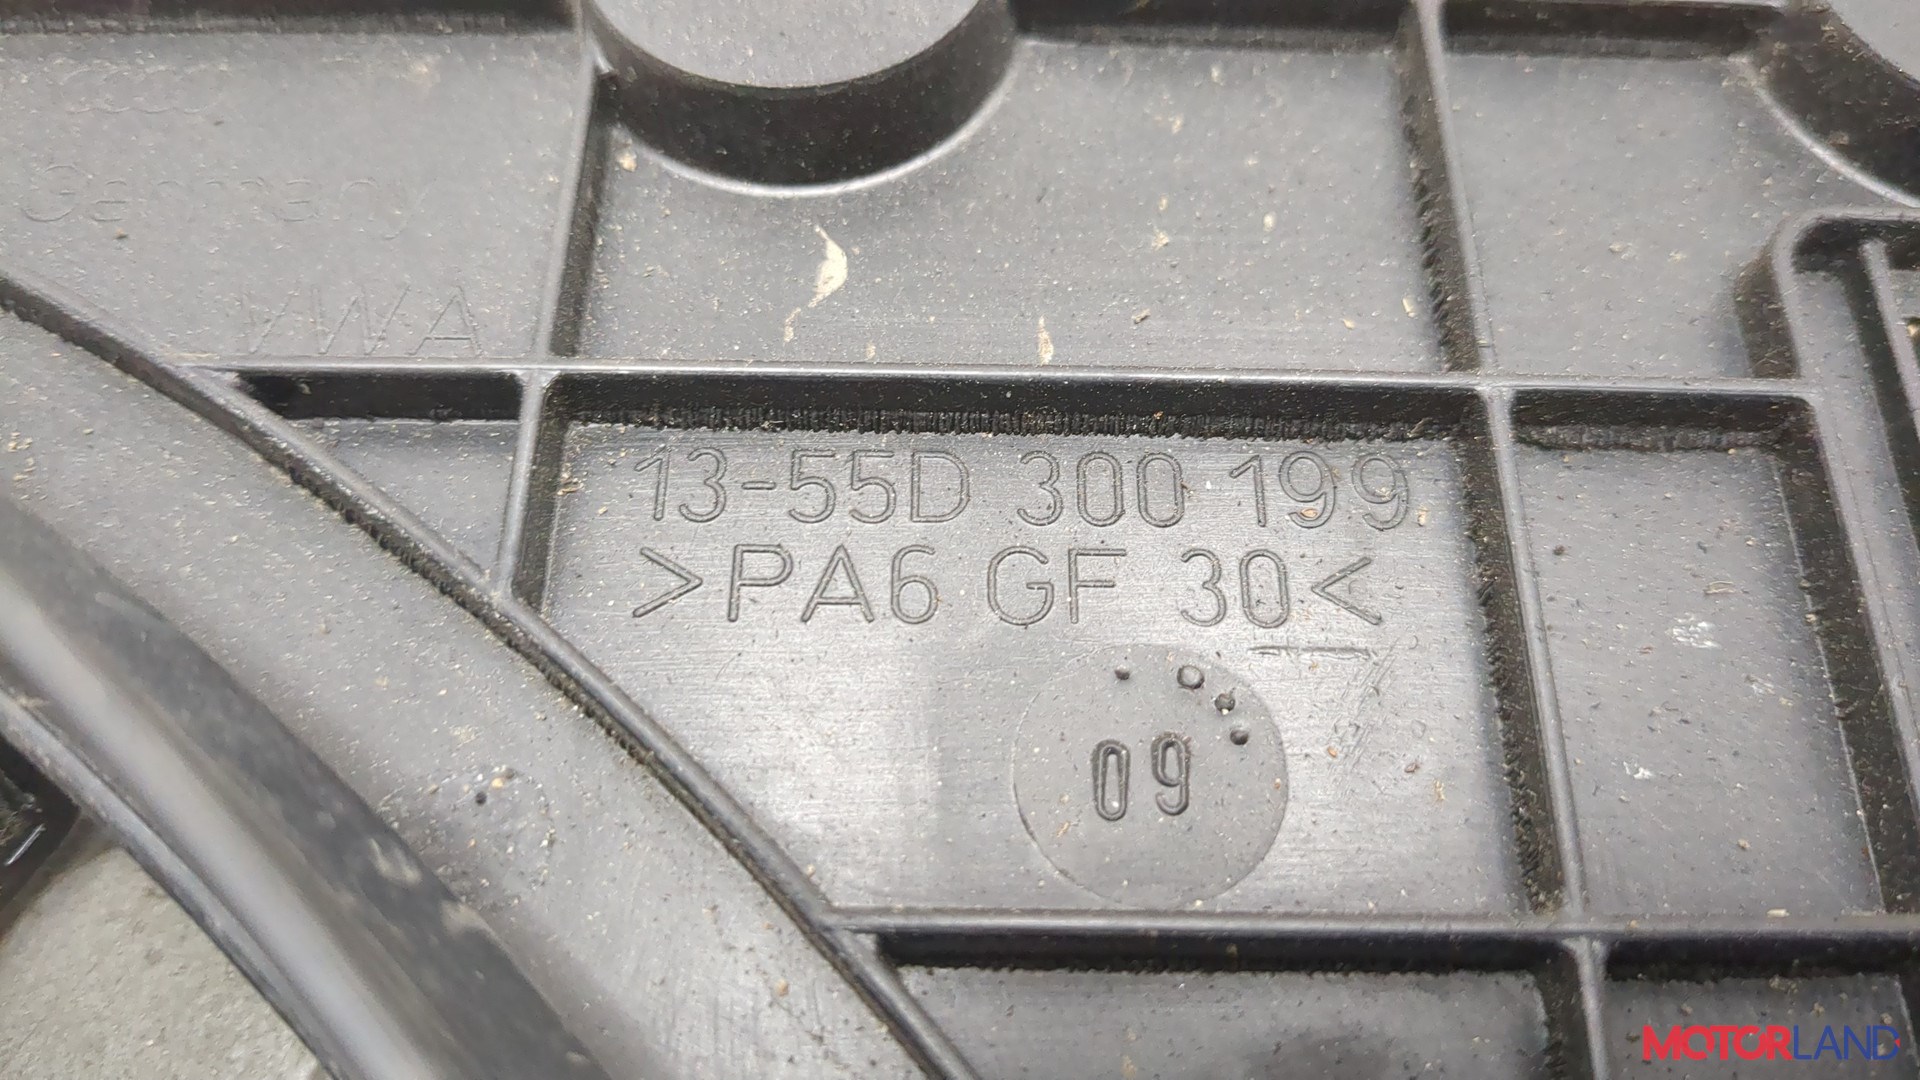 Germany
VWA
13-55D 300 199
>PA6 GF 30<
09
MOTORLAND